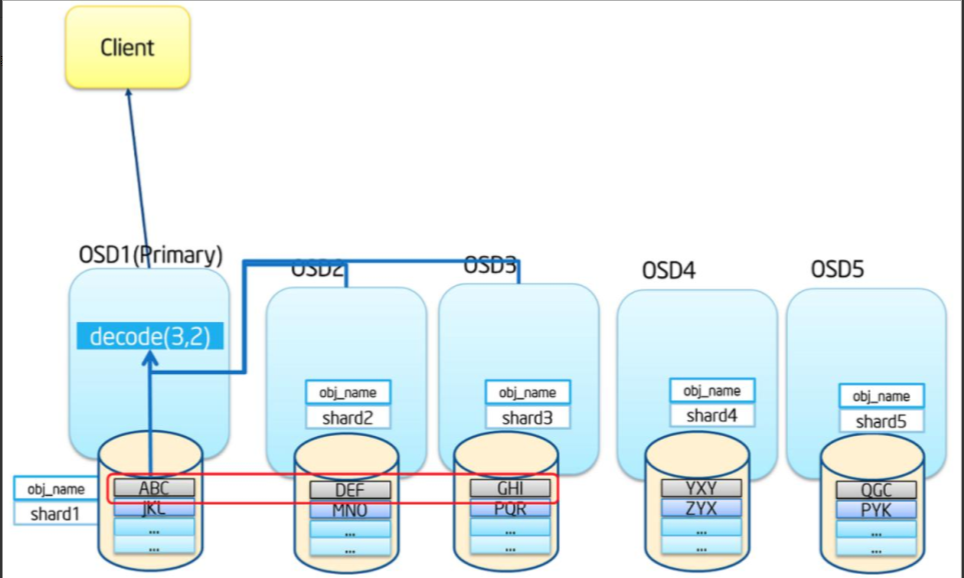 Client
OSD1(Primary)
OSD2
OSD3
OSD4
OSD5
decode(3,2)
obj_name
shard1
ABC
JKL
...
...
obj_name
shard2
DEF
MNO
...
...
obj_name
shard3
GHI
PQR
...
...
obj_name
shard4
YXY
ZYX
...
...
obj_name
shard5
QGC
PYK
...
...